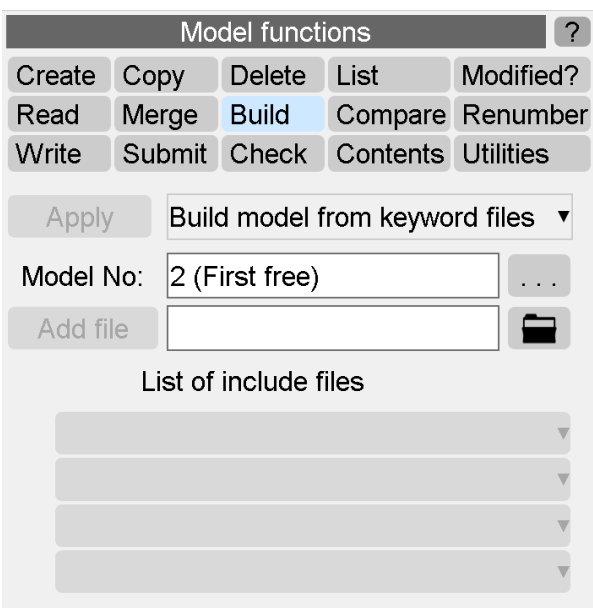 Model functions ?
Create Copy Delete List Modified?
Read Merge Build Compare Renumber
Write Submit Check Contents Utilities
Apply Build model from keyword files ▼
Model No: 2 (First free) . . .
Add file
List of include files
▼
▼
▼
▼